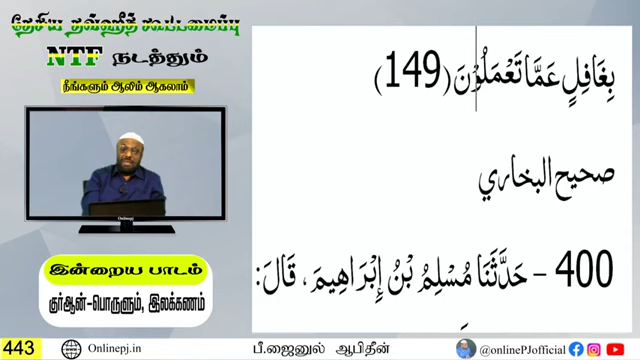 தேசிய தவ்ஹீத் கூட்டமைப்பு
NTF நடத்தும்
நீங்களும் ஆலிம் ஆகலாம்
Onlinepj
இன்றைய பாடம்
குர்ஆன்-பொருளும், இலக்கணம்
بِغَافِلٍ عَمَّا تَعْمَلُوْنَ (149)
صحيح البخاري
400 – حَدَّثَنَا مُسْلِمُ بْنُ إِبْرَاهِيمَ، قَالَ:
443
Onlinepj.in
பீ.ஜைனுல் ஆபிதீன்
@onlinePJofficial